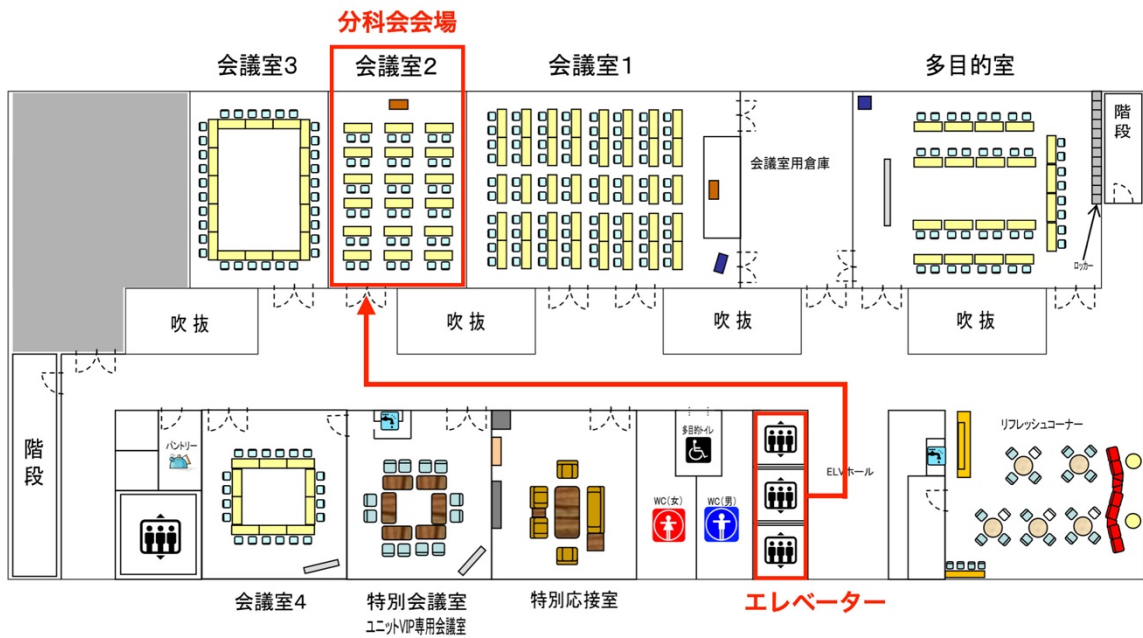 分科会会場
会議室3
会議室2
会議室1
多目的室
階段
会議室用倉庫
ロッカー
吹 抜
吹 抜
吹 抜
吹 抜
階段
パントリー
多目的トイレ
WC(女)
WC(男)
ELVホール
リフレッシュコーナー
会議室4
特別会議室
ユニットVIP専用会議室
特別応接室
エレベーター